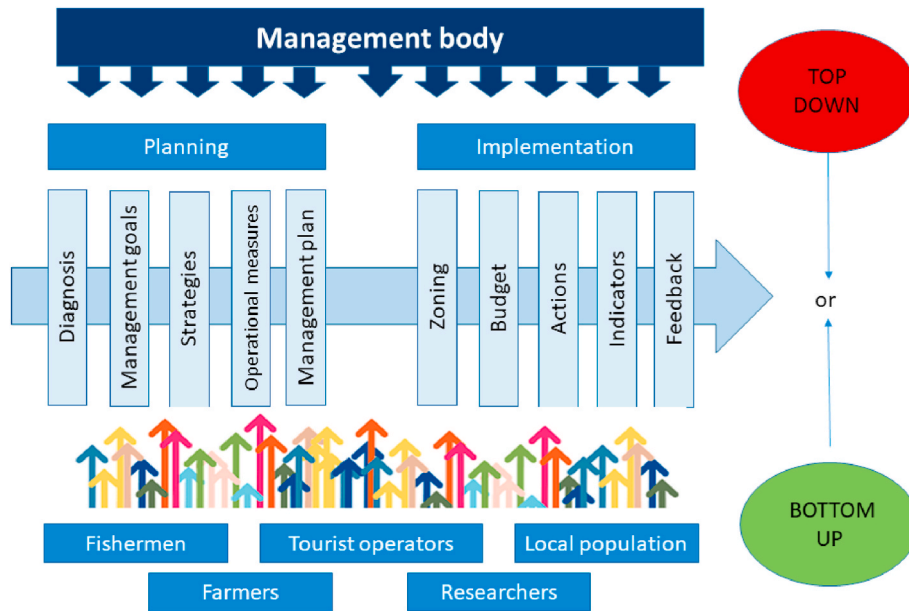 Management body
TOP
DOWN
Planning
Implementation
Diagnosis
Management goals
Strategies
Operational measures
Management plan
Zoning
Budget
Actions
Indicators
Feedback
or
BOTTOM
UP
Fishermen
Tourist operators
Local population
Farmers
Researchers